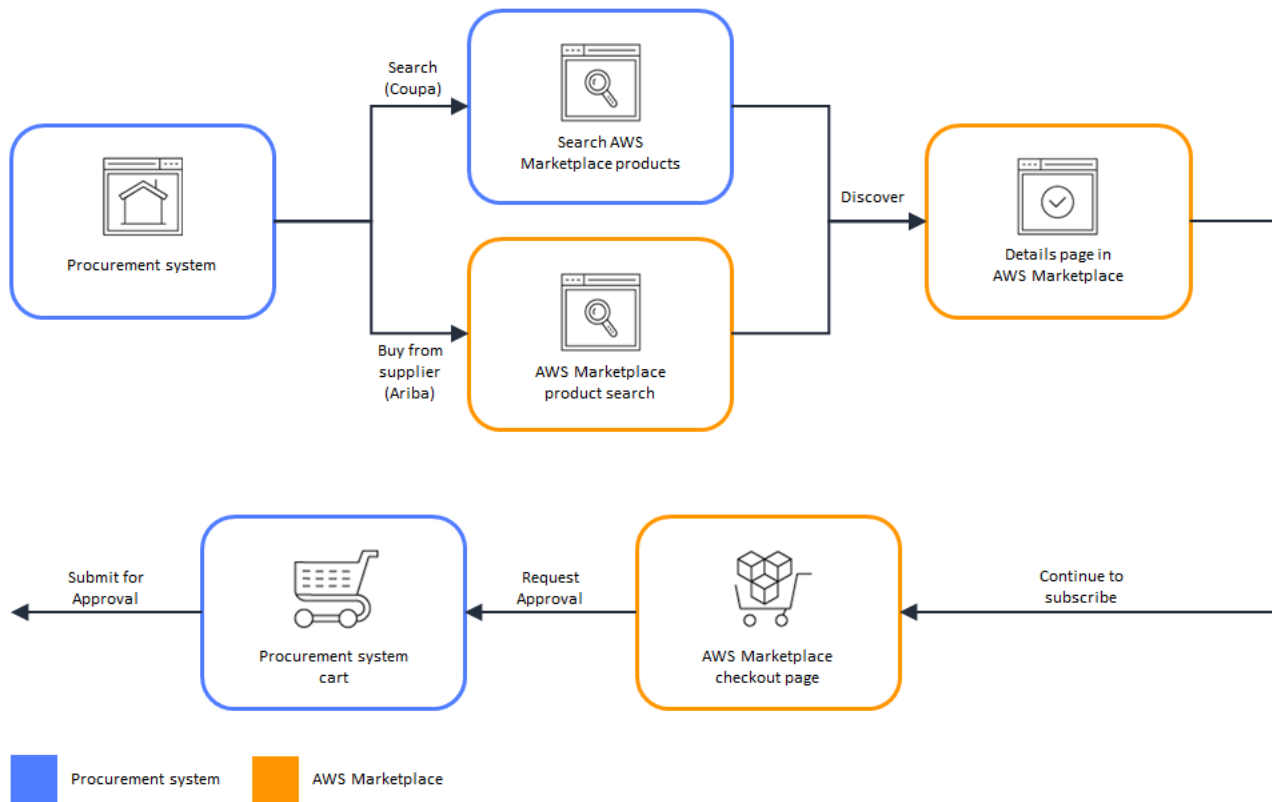 Search
(Coupa)
Search AWS
Marketplace products
Procurement system
Discover
Details page in
AWS Marketplace
Buy from
supplier
(Ariba)
AWS Marketplace
product search
Submit for
Approval
Procurement system
cart
Request
Approval
AWS Marketplace
checkout page
Continue to
subscribe
Procurement system
AWS Marketplace